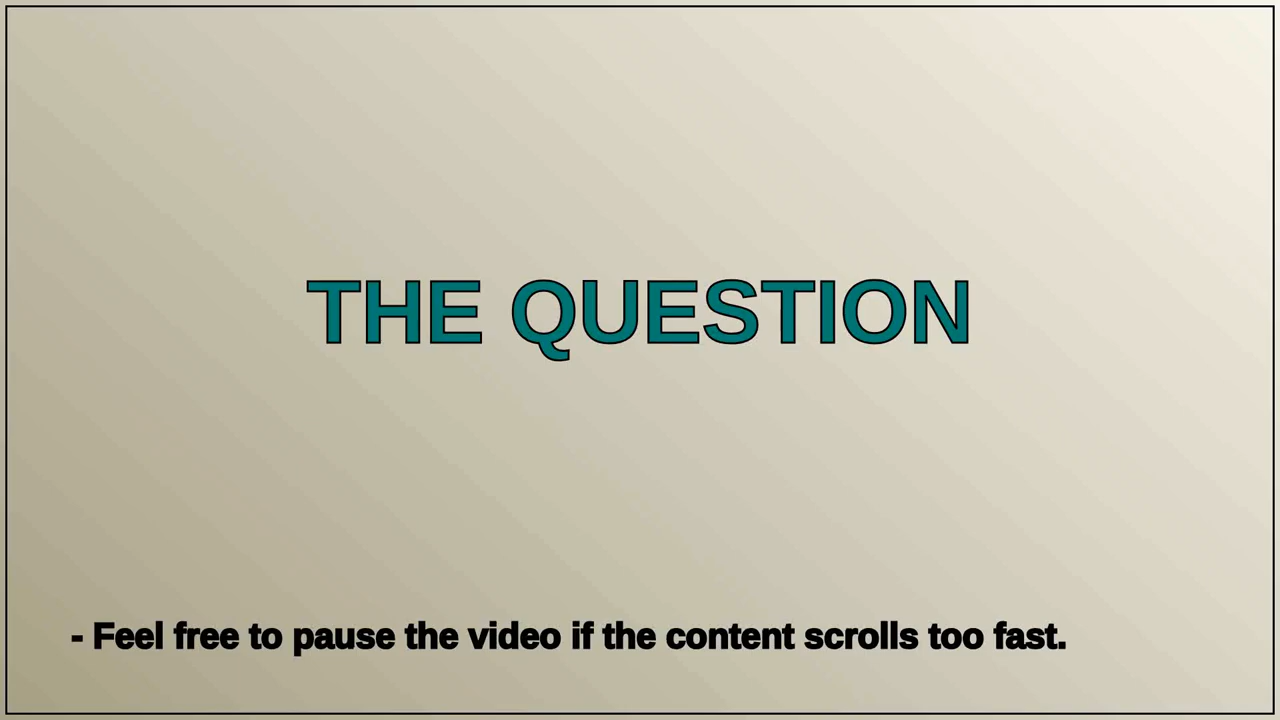 THE QUESTION
- Feel free to pause the video if the content scrolls too fast.